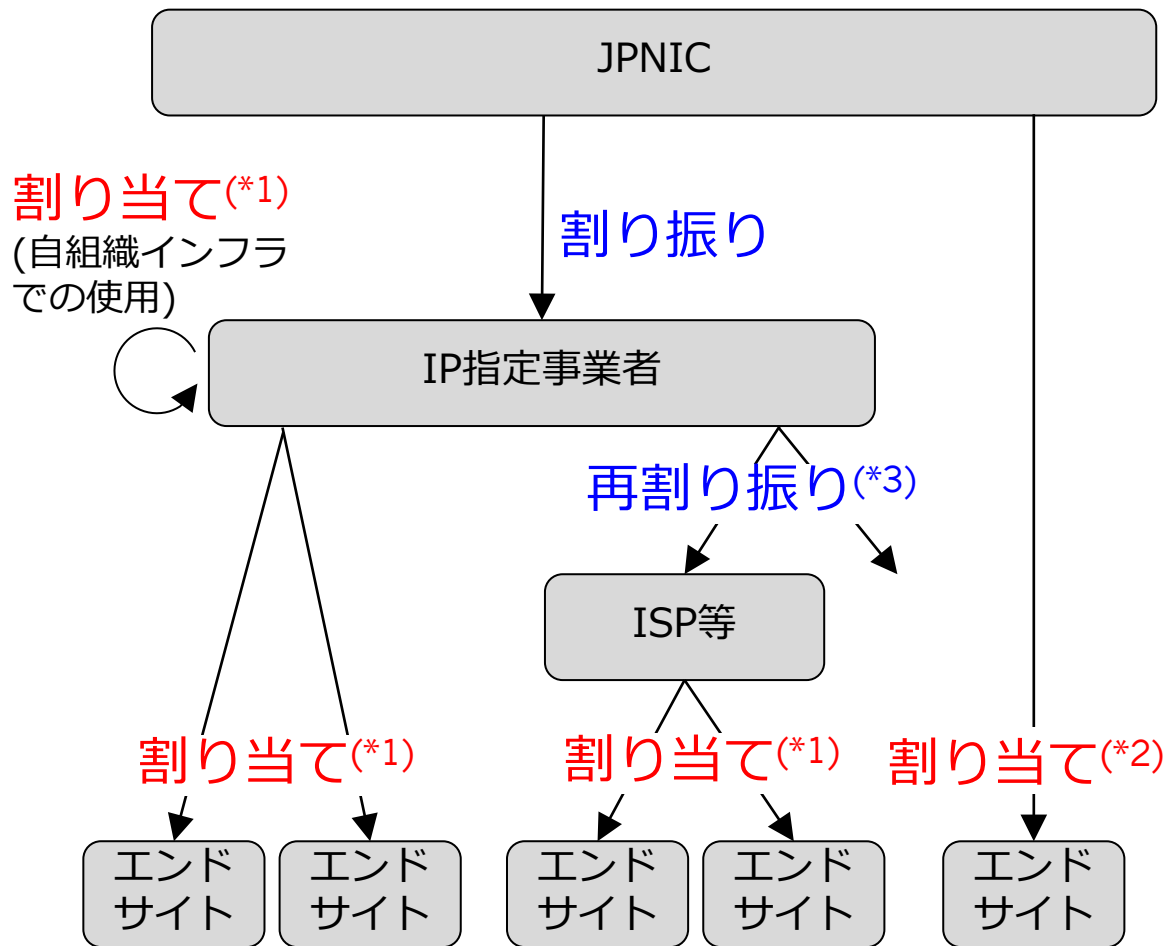 JPNIC
割り当て(*1)
(自組織インフラ
での使用)
割り振り
IP指定事業者
再割り振り(*3)
ISP等
割り当て(*1)
割り当て(*1)
割り当て(*2)
エンド
サイト
エンド
サイト
エンド
サイト
エンド
サイト
エンド
サイト